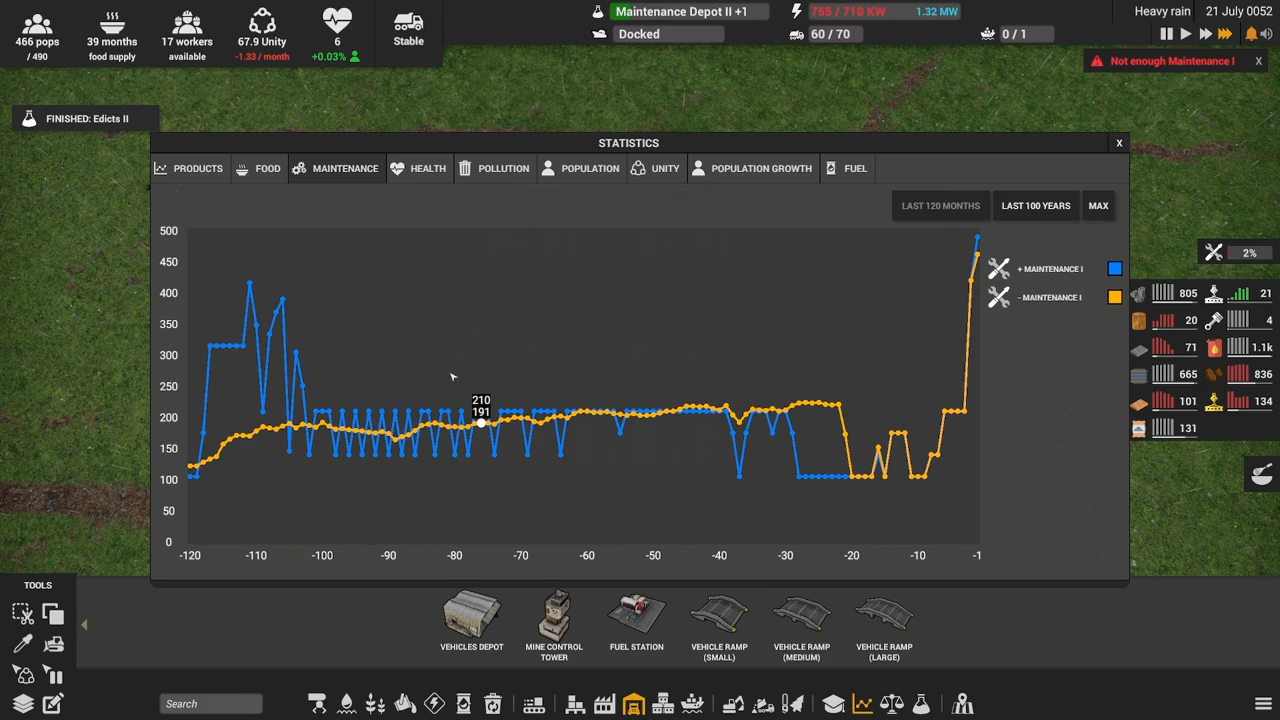 466 pops
/ 490
39 months
food supply
17 workers
available
67.9 Unity
-1.33 / month
6
+0.03%
Stable
Maintenance Depot II +1
Docked
755 / 710 KW
1.32 MW
60 / 70
0 / 1
Heavy rain
21 July 0052
Not enough Maintenance I
X
FINISHED: Edicts II
STATISTICS
X
PRODUCTS
FOOD
MAINTENANCE
HEALTH
POLLUTION
POPULATION
UNITY
POPULATION GROWTH
FUEL
LAST 120 MONTHS
LAST 100 YEARS
MAX
500
450
400
350
300
250
200
150
100
50
0
210
191
-120
-110
-100
-90
-80
-70
-60
-50
-40
-30
-20
-10
-1
+ MAINTENANCE I
- MAINTENANCE I
2%
805
21
20
4
71
1.1k
665
836
101
134
131
TOOLS
VEHICLES DEPOT
MINE CONTROL
TOWER
FUEL STATION
VEHICLE RAMP
(SMALL)
VEHICLE RAMP
(MEDIUM)
VEHICLE RAMP
(LARGE)
Search